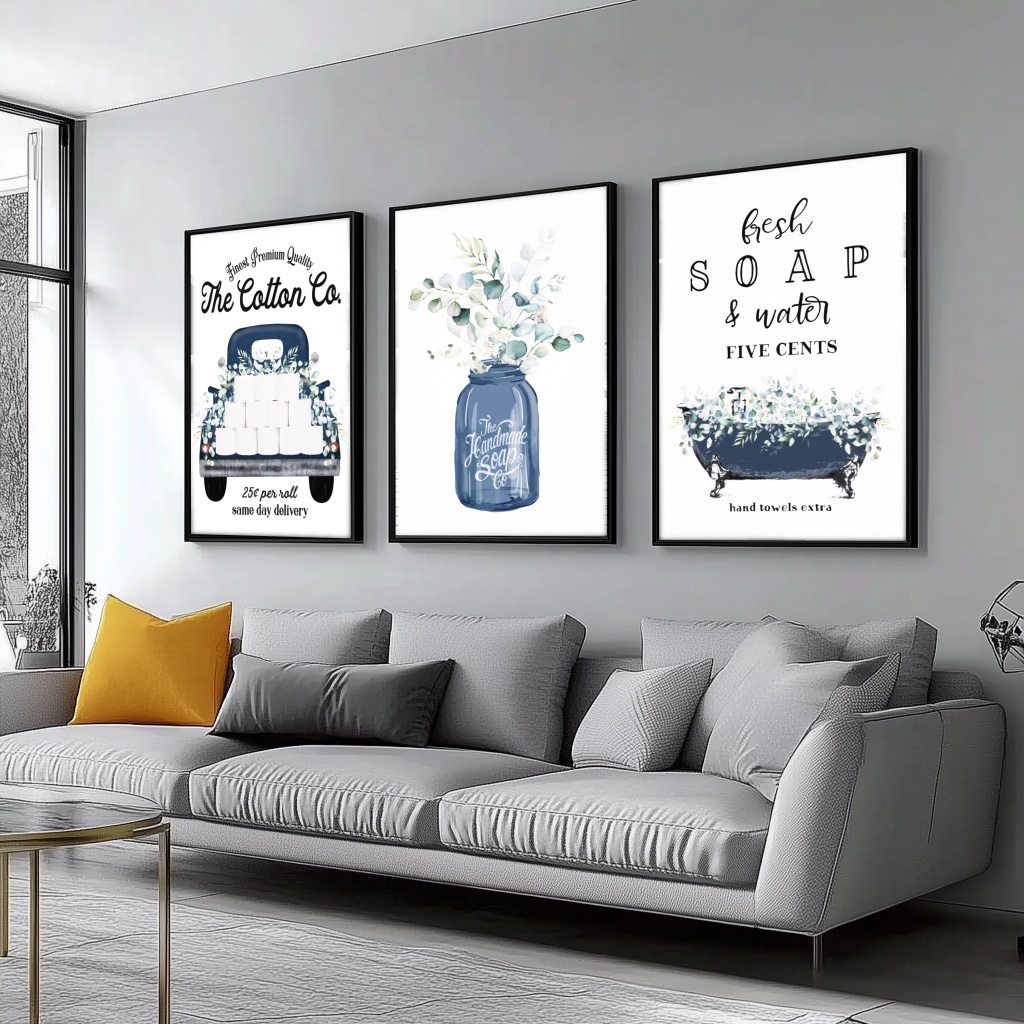 Finest Premium Quality
The Cotton Co.
25¢ per roll
same day delivery
The
Handmade
Soap
Co
fresh
SOAP
& water
FIVE CENTS
hand towels extra